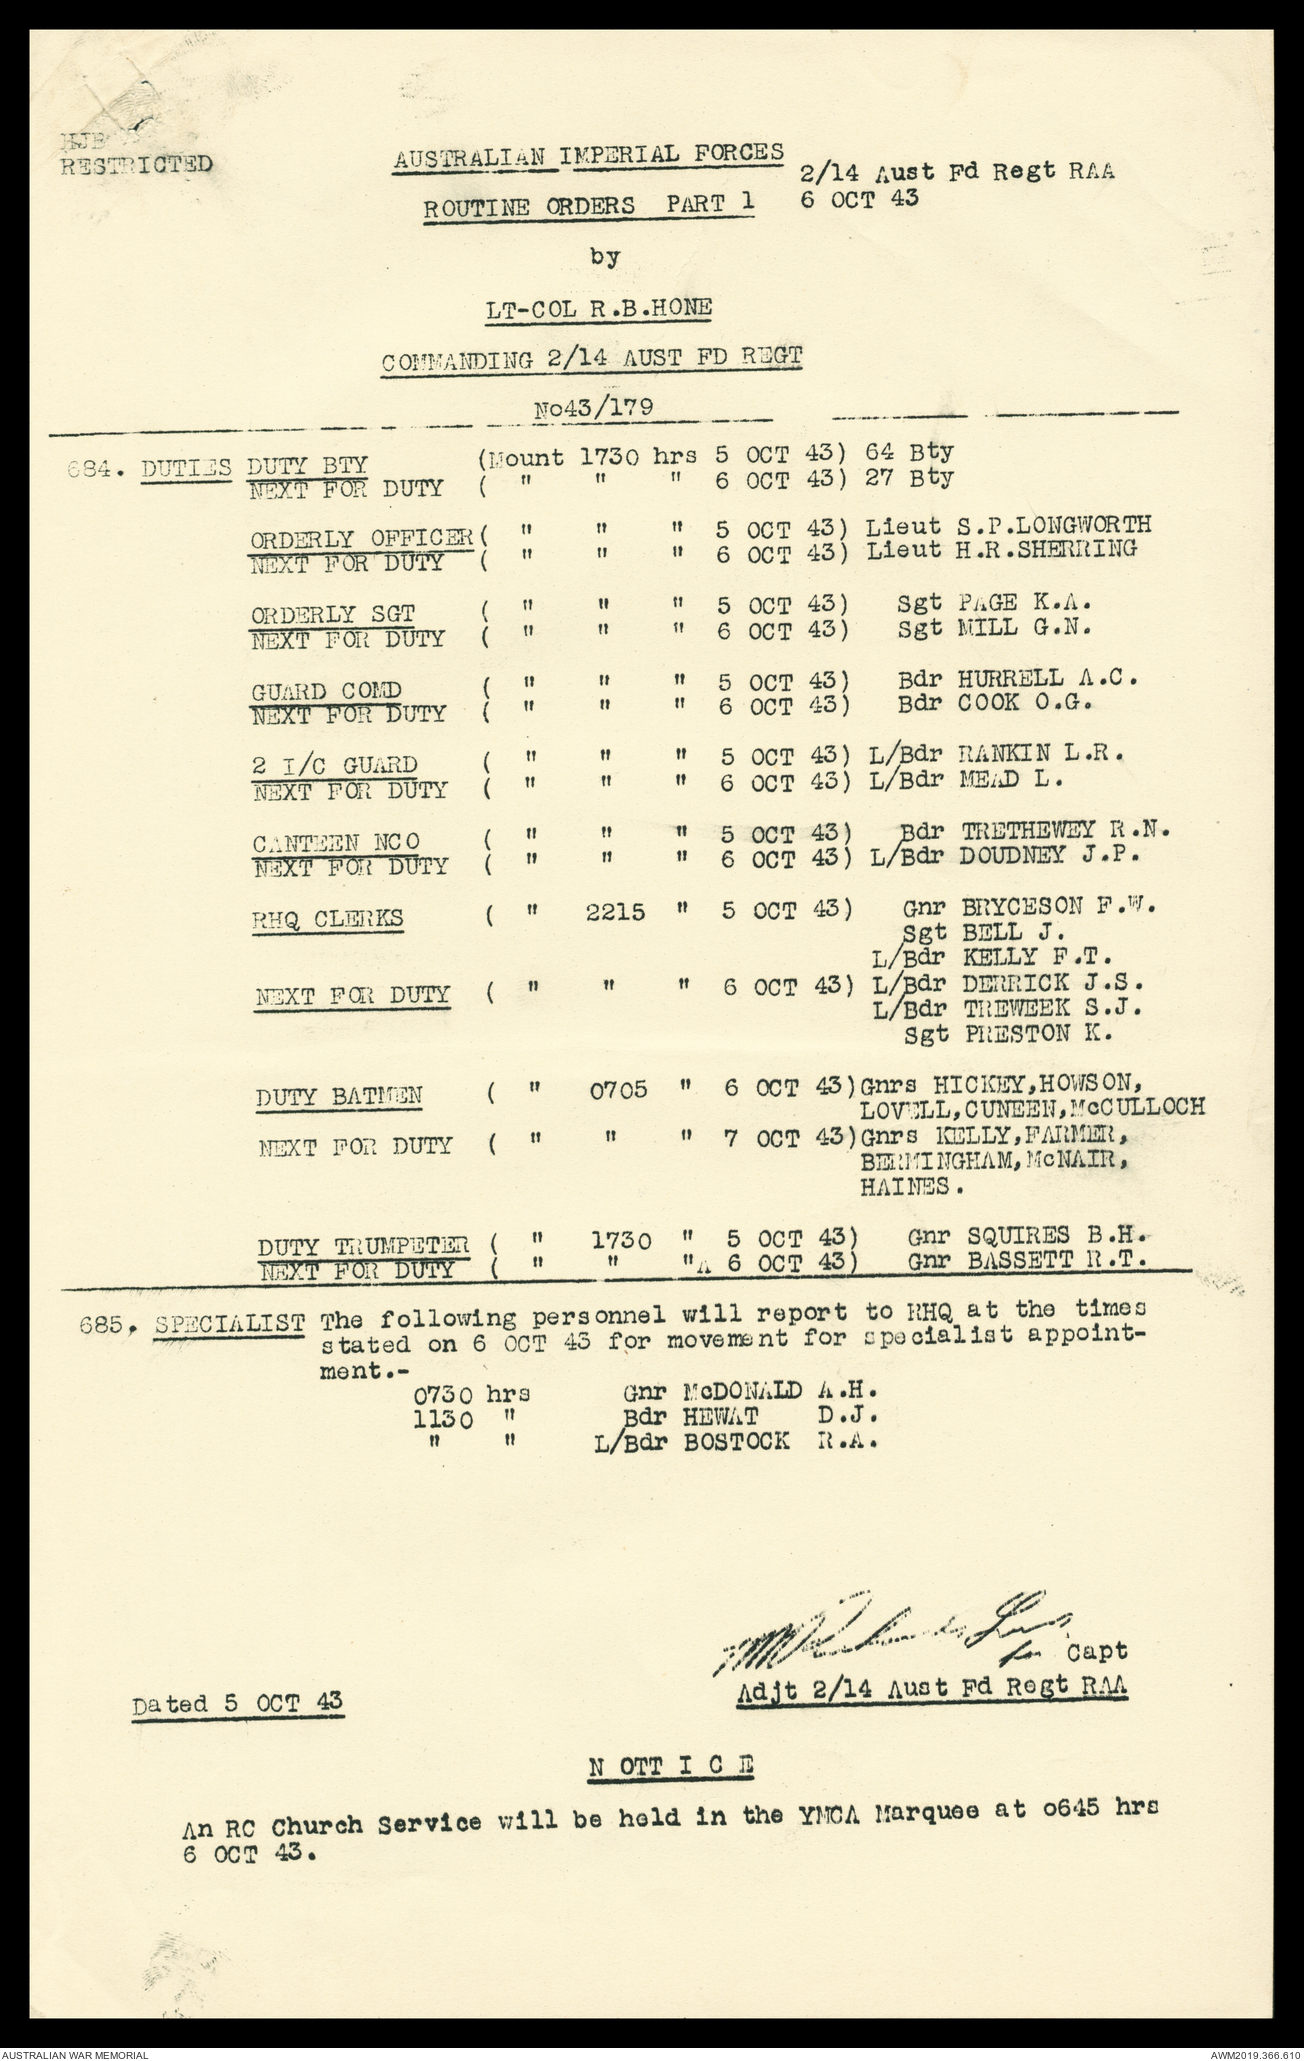 HJB
RESTRICTED
AUSTRALIAN IMPERIAL FORCES
2/14 Aust Fd Regt RAA
ROUTINE ORDERS PART 1
6 OCT 43
by
LT-COL R.B.HONE
COMMANDING 2/14 AUST FD REGT
No43/179
684. DUTIES DUTY BTY (Mount 1730 hrs 5 OCT 43) 64 Bty
NEXT FOR DUTY ( " " " 6 OCT 43) 27 Bty
ORDERLY OFFICER ( " " " 5 OCT 43) Lieut S.P.LONGWORTH
NEXT FOR DUTY ( " " " 6 OCT 43) Lieut H.R.SHERRING
ORDERLY SGT ( " " " 5 OCT 43) Sgt PAGE K.A.
NEXT FOR DUTY ( " " " 6 OCT 43) Sgt MILL G.N.
GUARD COMD ( " " " 5 OCT 43) Bdr HURRELL A.C.
NEXT FOR DUTY ( " " " 6 OCT 43) Bdr COOK O.G.
2 I/C GUARD ( " " " 5 OCT 43) L/Bdr RANKIN L.R.
NEXT FOR DUTY ( " " " 6 OCT 43) L/Bdr MEAD L.
CANTEEN NCO ( " " " 5 OCT 43) Bdr TRETHEWEY R.N.
NEXT FOR DUTY ( " " " 6 OCT 43) L/Bdr DOUDNEY J.P.
RHQ CLERKS ( " 2215 " 5 OCT 43) Gnr BRYCESON F.W.
Sgt BELL J.
L/Bdr KELLY F.T.
NEXT FOR DUTY ( " " " 6 OCT 43) L/Bdr DERRICK J.S.
L/Bdr TREWEEK S.J.
Sgt PRESTON K.
DUTY BATMEN ( " 0705 " 6 OCT 43)Gnrs HICKEY,HOWSON,
LOVELL,CUNEEN,McCULLOCH
NEXT FOR DUTY ( " " " 7 OCT 43)Gnrs KELLY,FARMER,
BERMINGHAM,McNAIR,
HAINES.
DUTY TRUMPETER ( " 1730 " 5 OCT 43) Gnr SQUIRES B.H.
NEXT FOR DUTY ( " " "A 6 OCT 43) Gnr BASSETT R.T.
685. SPECIALIST The following personnel will report to RHQ at the times
stated on 6 OCT 43 for movement for specialist appoint-
ment.-
0730 hrs Gnr McDONALD A.H.
1130 " Bdr HEWAT D.J.
" " L/Bdr BOSTOCK R.A.
for Capt
Adjt 2/14 Aust Fd Regt RAA
Dated 5 OCT 43
N OTT I C E
An RC Church Service will be held in the YMCA Marquee at o645 hrs
6 OCT 43.
AUSTRALIAN WAR MEMORIAL
AWM2019.366.610